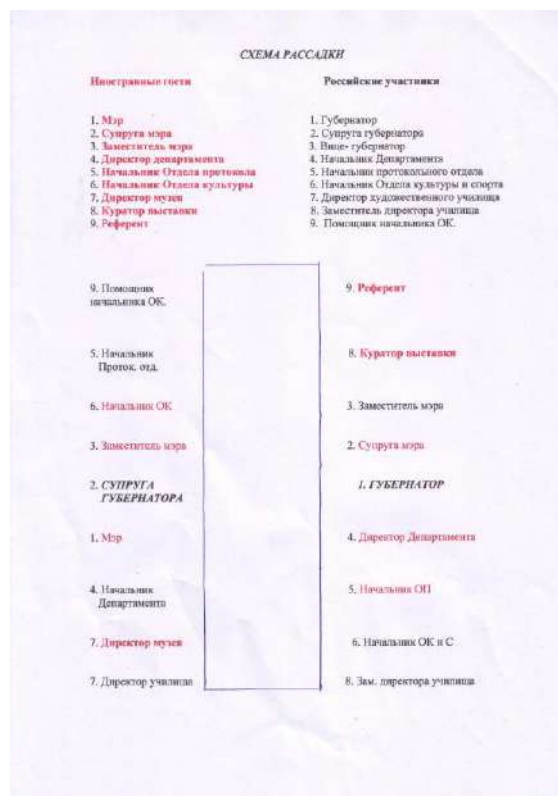 СХЕМА РАССАДКИ
Иностранные гости
Российские участники
1. Мэр
2. Супруга мэра
3. Заместитель мэра
4. Директор департамента
5. Начальник Отдела протокола
6. Начальник Отдела культуры
7. Директор музея
8. Куратор выставки
9. Референт
1. Губернатор
2. Супруга губернатора
3. Вице- губернатор
4. Начальник Департамента
5. Начальник протокольного отдела
6. Начальник Отдела культуры и спорта
7. Директор художественного училища
8. Заместитель директора училища
9. Помощник начальника ОК.
9. Помощник
начальника ОК.
5. Начальник
Проток. отд.
6. Начальник ОК
3. Заместитель мэра
2. СУПРУГА
ГУБЕРНАТОРА
1. Мэр
4. Начальник
Департамента
7. Директор музея
7. Директор училища
9. Референт
8. Куратор выставки
3. Заместитель мэра
2. Супруга мэра
1. ГУБЕРНАТОР
4. Директор Департамента
5. Начальник ОП
6. Начальник ОК и С
8. Зам. директора училища